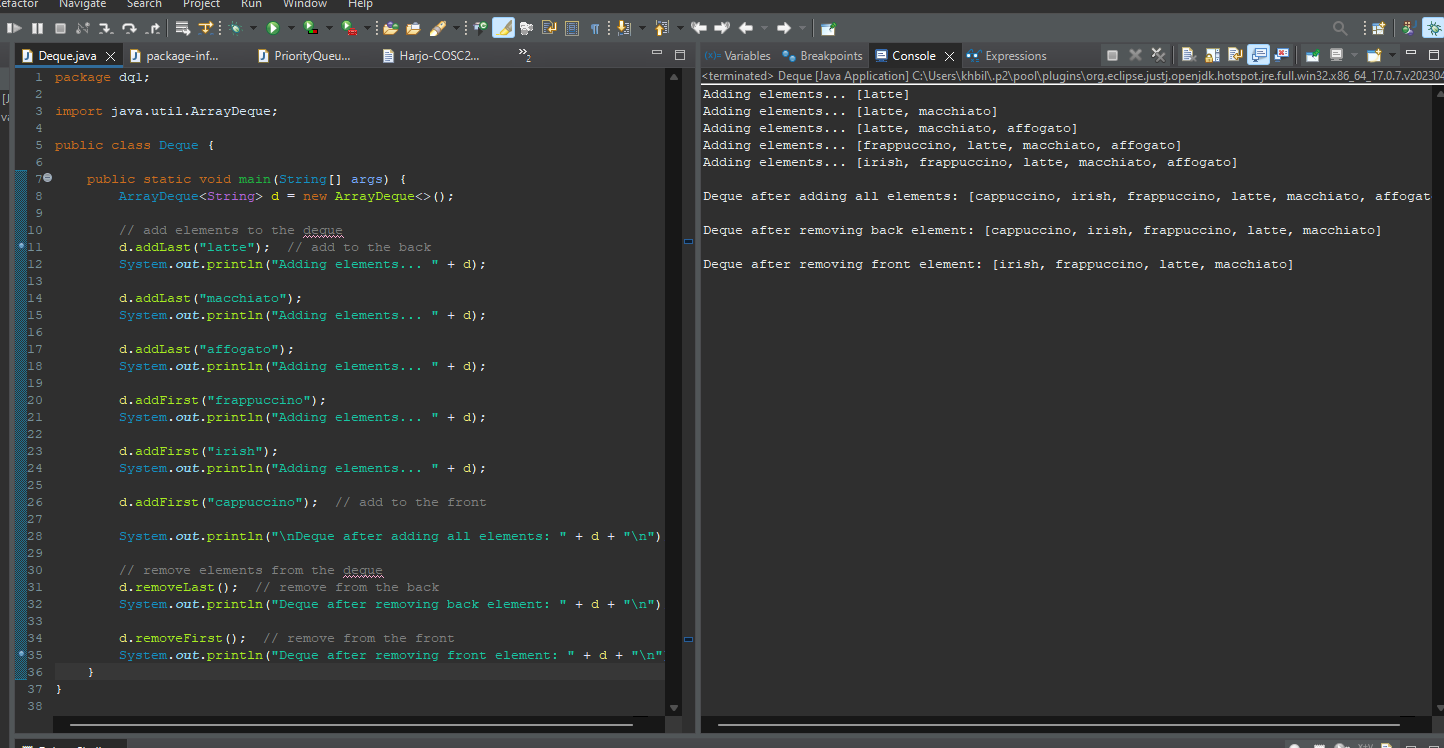 efactor Navigate Search Project Run Window Help
Deque.java package-inf... PriorityQueu... Harjo-COSC2... »2
(x)= Variables Breakpoints Console Expressions
<terminated> Deque [Java Application] C:\Users\khbil\.p2\pool\plugins\org.eclipse.justj.openjdk.hotspot.jre.full.win32.x86_64_17.0.7.v202304
1 package dql;
2
3 import java.util.ArrayDeque;
4
5 public class Deque {
6
7 public static void main(String[] args) {
8 ArrayDeque<String> d = new ArrayDeque<>();
9
10 // add elements to the deque
11 d.addLast("latte");  // add to the back
12 System.out.println("Adding elements... " + d);
13
14 d.addLast("macchiato");
15 System.out.println("Adding elements... " + d);
16
17 d.addLast("affogato");
18 System.out.println("Adding elements... " + d);
19
20 d.addFirst("frappuccino");
21 System.out.println("Adding elements... " + d);
22
23 d.addFirst("irish");
24 System.out.println("Adding elements... " + d);
25
26 d.addFirst("cappuccino");  // add to the front
27
28 System.out.println("\nDeque after adding all elements: " + d + "\n")
29
30 // remove elements from the deque
31 d.removeLast();  // remove from the back
32 System.out.println("Deque after removing back element: " + d + "\n")
33
34 d.removeFirst();  // remove from the front
35 System.out.println("Deque after removing front element: " + d + "\n"
36 }
37 }
38
Adding elements... [latte]
Adding elements... [latte, macchiato]
Adding elements... [latte, macchiato, affogato]
Adding elements... [frappuccino, latte, macchiato, affogato]
Adding elements... [irish, frappuccino, latte, macchiato, affogato]
Deque after adding all elements: [cappuccino, irish, frappuccino, latte, macchiato, affogat
Deque after removing back element: [cappuccino, irish, frappuccino, latte, macchiato]
Deque after removing front element: [irish, frappuccino, latte, macchiato]